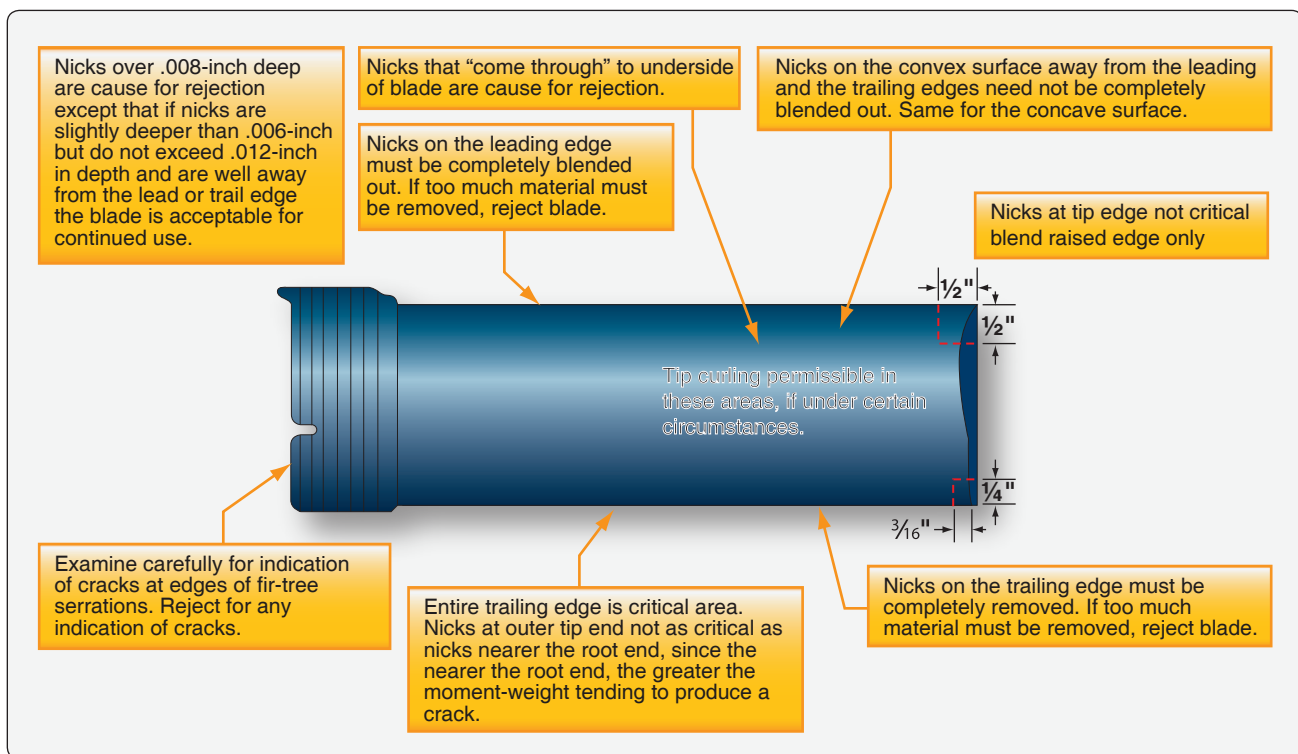 Nicks over .008-inch deep
are cause for rejection
except that if nicks are
slightly deeper than .006-inch
but do not exceed .012-inch
in depth and are well away
from the lead or trail edge
the blade is acceptable for
continued use.
Nicks that “come through” to underside
of blade are cause for rejection.
Nicks on the convex surface away from the leading
and the trailing edges need not be completely
blended out. Same for the concave surface.
Nicks on the leading edge
must be completely blended
out. If too much material must
be removed, reject blade.
Nicks at tip edge not critical
blend raised edge only
½"
½"
Tip curling permissible in
these areas, if under certain
circumstances.
¼"
3⁄16"
Examine carefully for indication
of cracks at edges of fir-tree
serrations. Reject for any
indication of cracks.
Entire trailing edge is critical area.
Nicks at outer tip end not as critical as
nicks nearer the root end, since the
nearer the root end, the greater the
moment-weight tending to produce a
crack.
Nicks on the trailing edge must be
completely removed. If too much
material must be removed, reject blade.